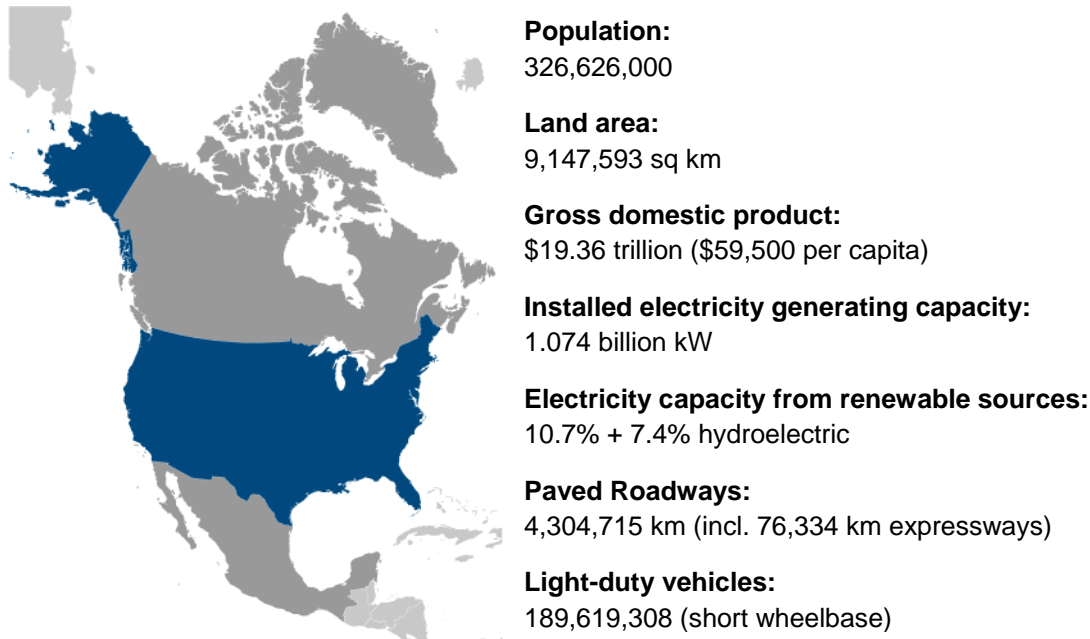 Population:
326,626,000
Land area:
9,147,593 sq km
Gross domestic product:
$19.36 trillion ($59,500 per capita)
Installed electricity generating capacity:
1.074 billion kW
Electricity capacity from renewable sources:
10.7% + 7.4% hydroelectric
Paved Roadways:
4,304,715 km (incl. 76,334 km expressways)
Light-duty vehicles:
189,619,308 (short wheelbase)